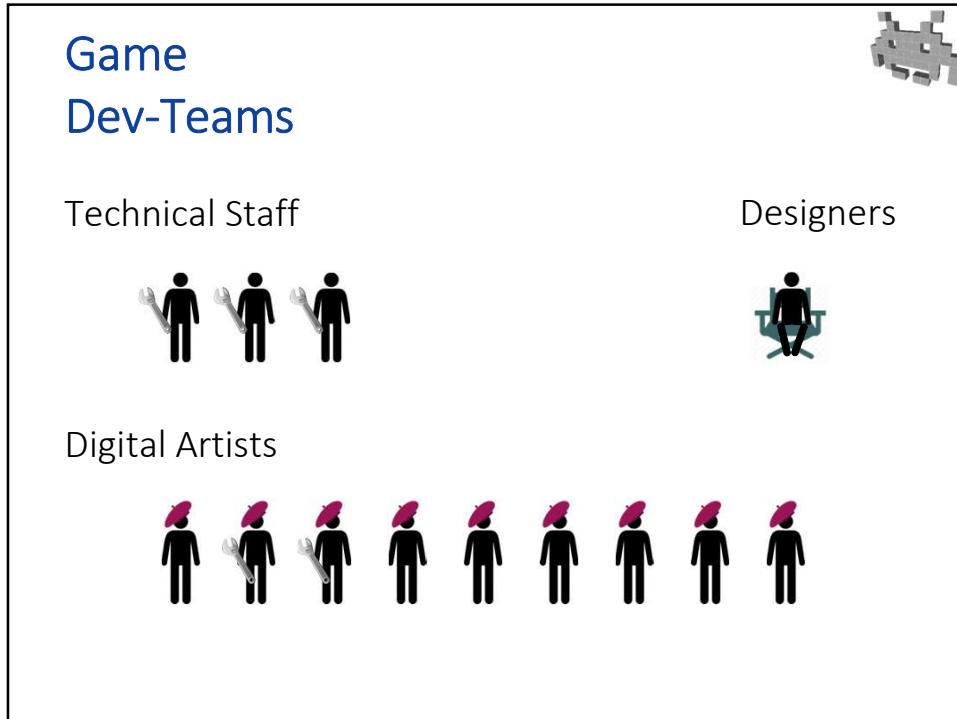 Game
Dev-Teams
Technical Staff
Designers
Digital Artists